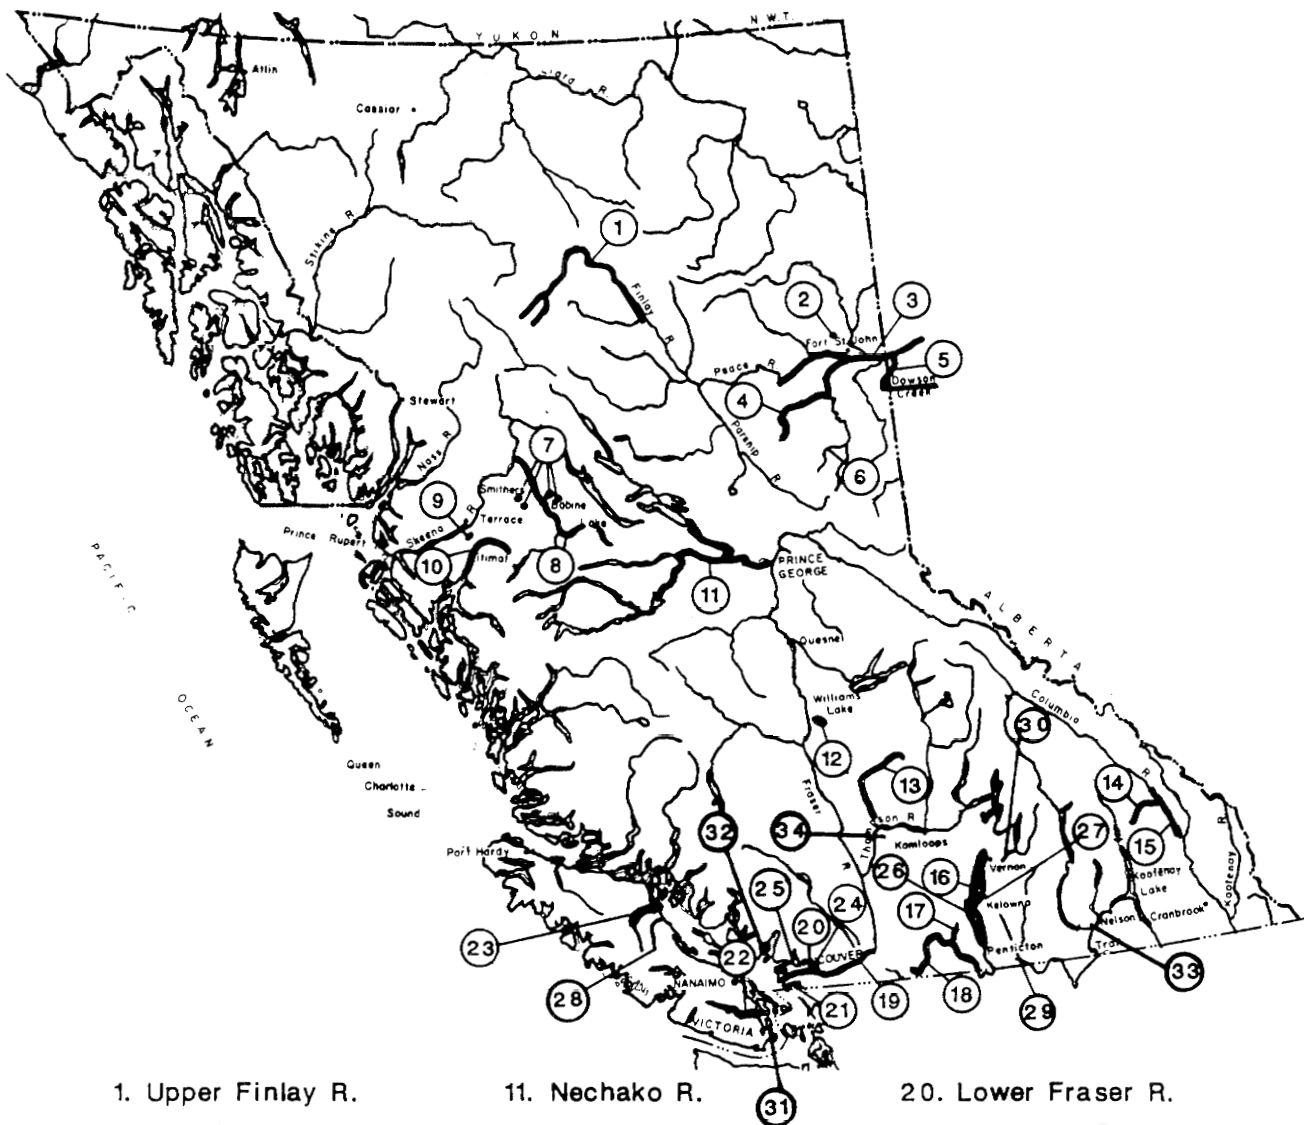 YUKON
N.W.T.
Atlin
Liard R.
Cassiar
Stikine R
1
Finlay R.
2
3
Fort St. John
Peace R.
5
Dawson Creek
4
Parsnip R
Stewart
Nass R
7
6
9
Smithers
Babine Lake
Skeena R
Terrace
Prince Rupert
10
Kitimat
8
11
PRINCE GEORGE
PACIFIC OCEAN
ALBERTA
Quesnel
Williams Lake
Columbia R
30
12
13
14
Queen Charlotte Sound
Fraser R
32
34
Kamloops
27
15
Kootenay R
Port Hardy
26
16
Vernon
Kootenay Lake
25
24
17
Kelowna
Nelson
Cranbrook
23
22
20
Penticton
28
NANAIMO
21
19
18
29
33
VICTORIA
31
1. Upper Finlay R.
11. Nechako R.
20. Lower Fraser R.